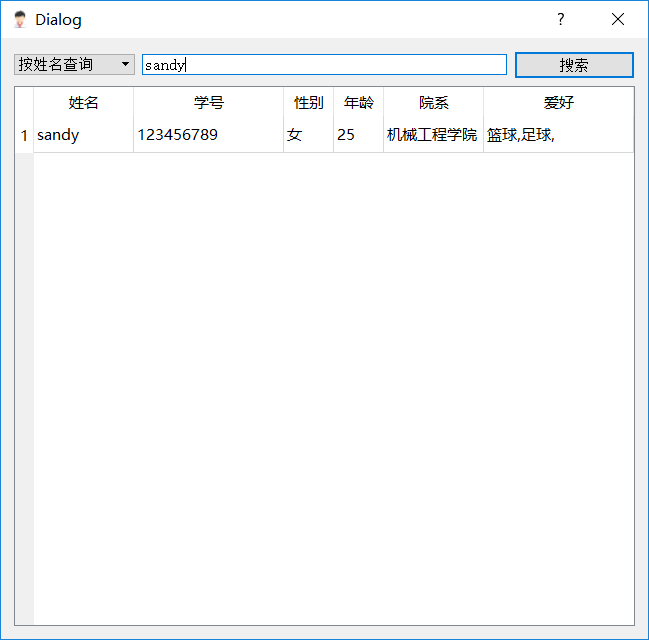 Dialog ?
按姓名查询 sandy 搜索
姓名 学号 性别 年龄 院系 爱好
1 sandy 123456789 女 25 机械工程学院 篮球,足球,